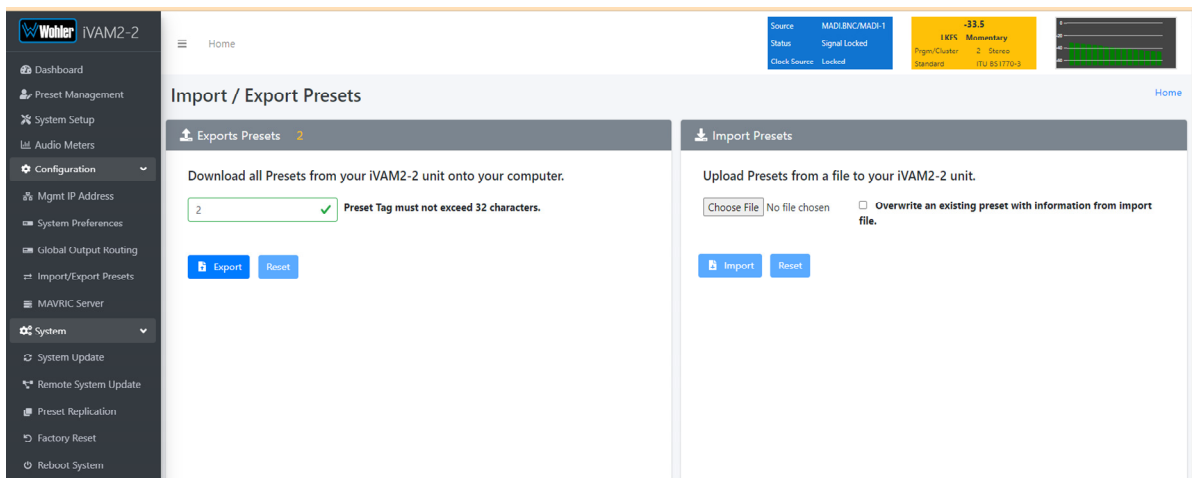 Wohler iVAM2-2
Dashboard
Preset Management
System Setup
Audio Meters
Configuration
Mgmt IP Address
System Preferences
Global Output Routing
Import/Export Presets
MAVRIC Server
System
System Update
Remote System Update
Preset Replication
Factory Reset
Reboot System
Home
Source MADI.BNC/MADI-1
Status Signal Locked
Clock Source Locked
-33.5
LKFS Momentary
Prgm/Cluster 2 Stereo
Standard ITU BS1770-3
Import / Export Presets
Home
Exports Presets 2
Download all Presets from your iVAM2-2 unit onto your computer.
2
Preset Tag must not exceed 32 characters.
Export Reset
Import Presets
Upload Presets from a file to your iVAM2-2 unit.
Choose File No file chosen
Overwrite an existing preset with information from import
file.
Import Reset